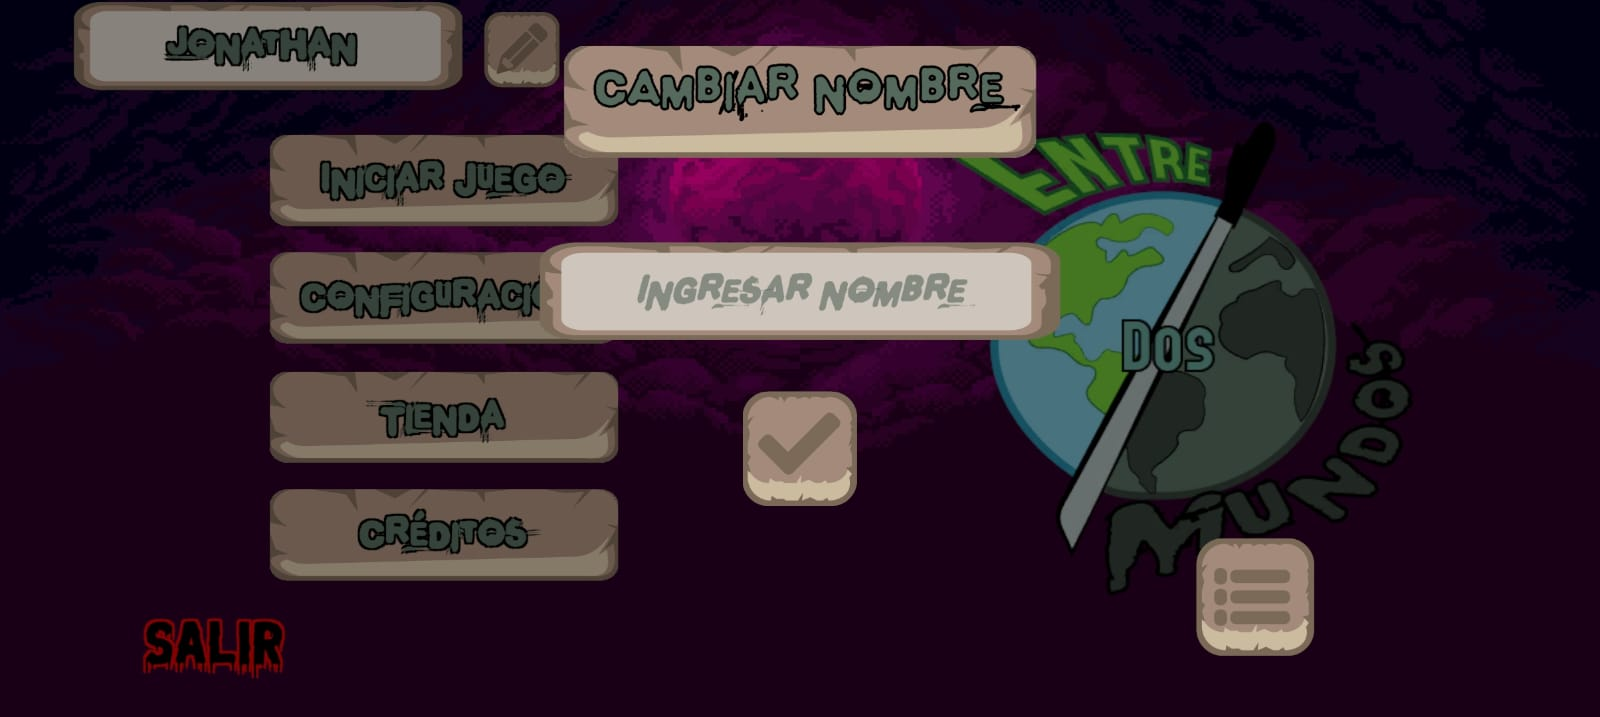 JONATHAN
CAMBIAR NOMBRE
INICIAR JUEGO
CONFIGURACIÓ
INGRESAR NOMBRE
TIENDA
CRÉDITOS
SALIR
ENTRE
DOS
MUNDOS